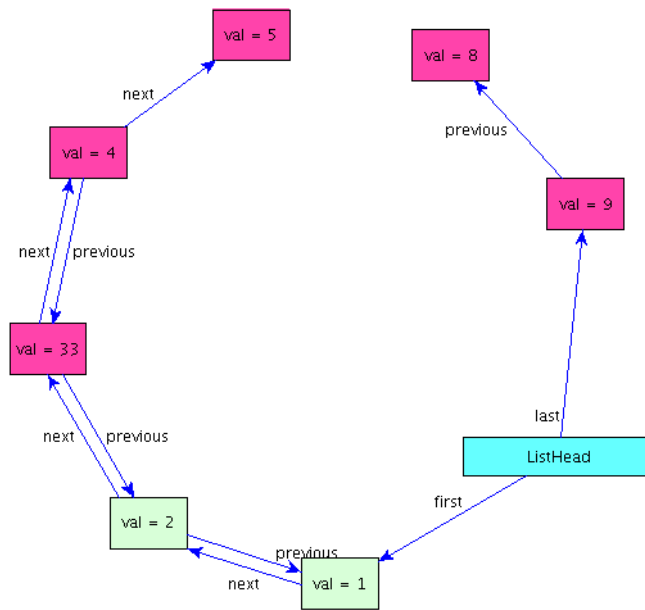 val = 5
val = 8
next
previous
val = 4
val = 9
next
previous
val = 33
last
next
previous
ListHead
first
val = 2
previous
next
val = 1